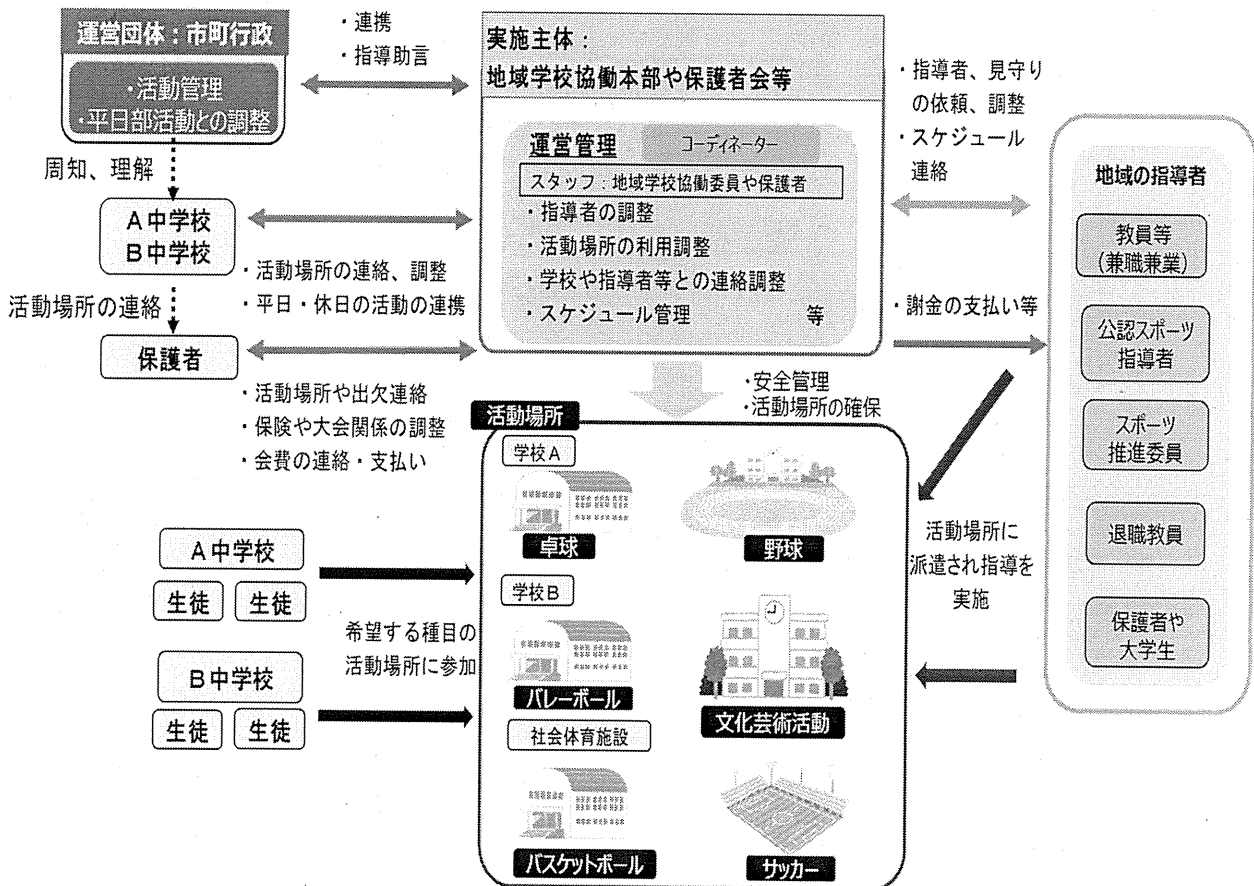 運営団体：市町行政
・活動管理
・平日部活動との調整
・連携
・指導助言
実施主体：
地域学校協働本部や保護者会等
運営管理
コーディネーター
スタッフ：地域学校協働委員や保護者
・指導者の調整
・活動場所の利用調整
・学校や指導者等との連絡調整
・スケジュール管理　　　等
・指導者、見守り
の依頼、調整
・スケジュール
連絡
周知、理解
A中学校
B中学校
・活動場所の連絡、調整
・平日・休日の活動の連携
活動場所の連絡
保護者
・活動場所や出欠連絡
・保険や大会関係の調整
・会費の連絡・支払い
・謝金の支払い等
・安全管理
・活動場所の確保
地域の指導者
教員等
(兼職兼業)
公認スポーツ
指導者
スポーツ
推進委員
退職教員
保護者や
大学生
活動場所に
派遣され指導を
実施
活動場所
学校A
卓球
野球
学校B
バレーボール
文化芸術活動
社会体育施設
バスケットボール
サッカー
A中学校
生徒 生徒
希望する種目の
活動場所に参加
B中学校
生徒 生徒